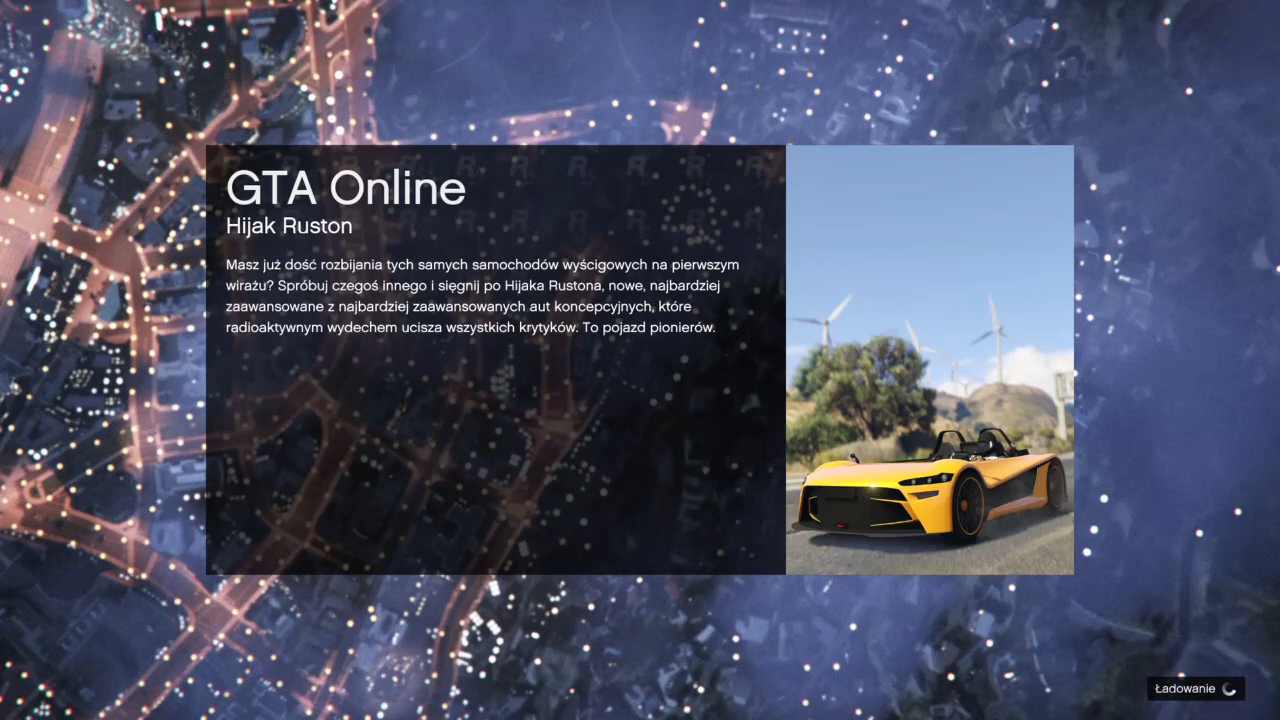 GTA Online
Hijak Ruston
Masz już dość rozbijania tych samych samochodów wyścigowych na pierwszym
wirażu? Spróbuj czegoś innego i sięgnij po Hijaka Rustona, nowe, najbardziej
zaawansowane z najbardziej zaawansowanych aut koncepcyjnych, które
radioaktywnym wydechem ucisza wszystkich krytyków. To pojazd pionierów.
Ładowanie